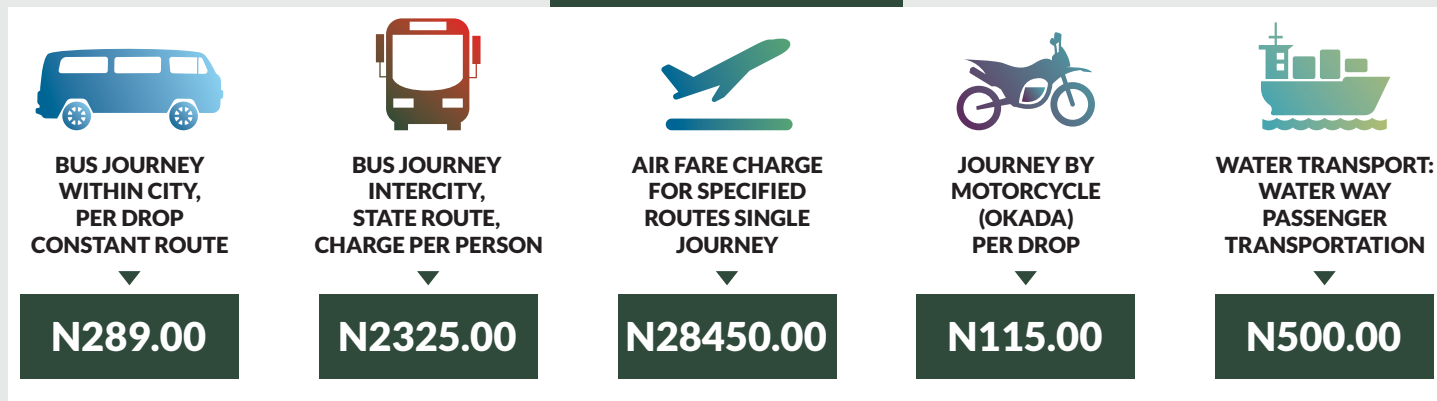 BUS JOURNEY
WITHIN CITY,
PER DROP
CONSTANT ROUTE
N289.00
BUS JOURNEY
INTERCITY,
STATE ROUTE,
CHARGE PER PERSON
N2325.00
AIR FARE CHARGE
FOR SPECIFIED
ROUTES SINGLE
JOURNEY
N28450.00
JOURNEY BY
MOTORCYCLE
(OKADA)
PER DROP
N115.00
WATER TRANSPORT:
WATER WAY
PASSENGER
TRANSPORTATION
N500.00